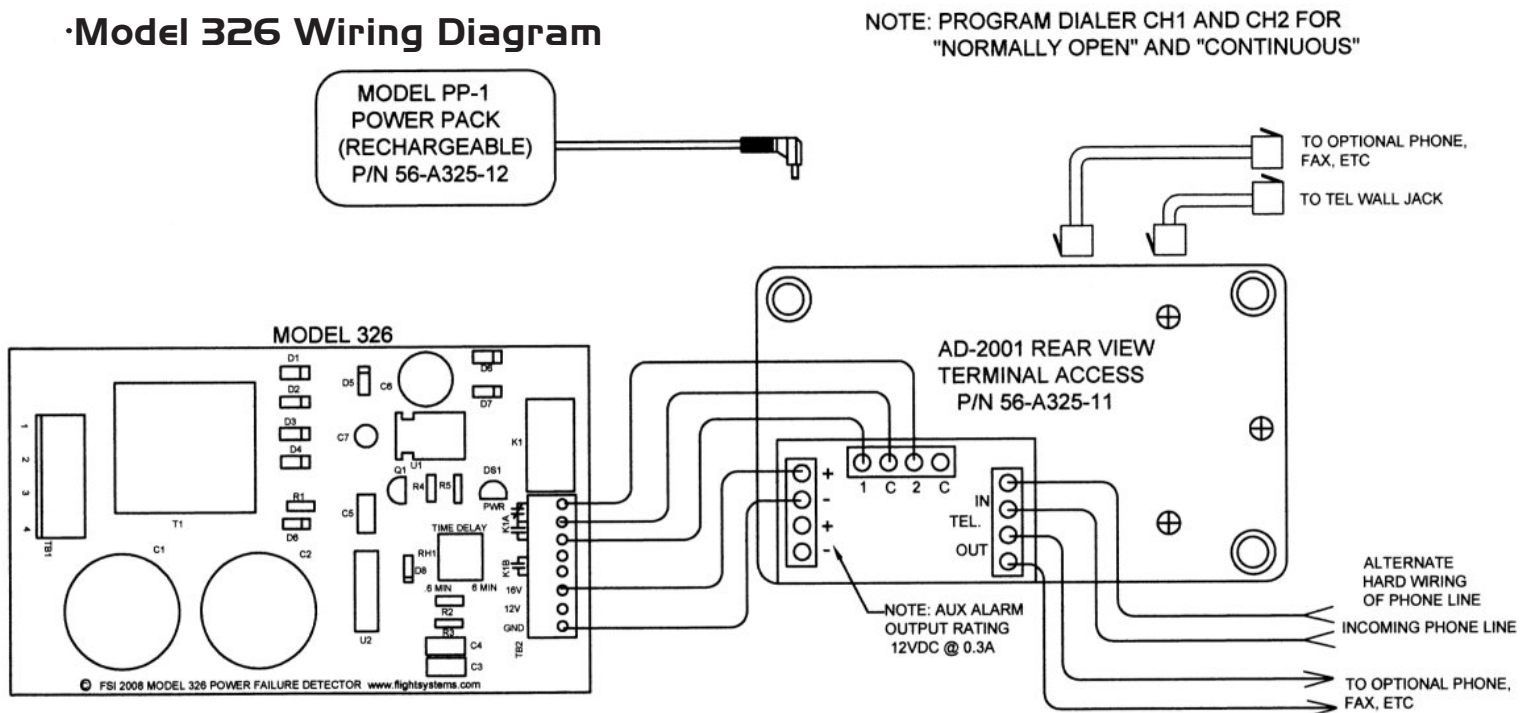 ·Model 326 Wiring Diagram
NOTE: PROGRAM DIALER CH1 AND CH2 FOR
"NORMALLY OPEN" AND "CONTINUOUS"
MODEL PP-1
POWER PACK
(RECHARGEABLE)
P/N 56-A325-12
TO OPTIONAL PHONE,
FAX, ETC
TO TEL WALL JACK
MODEL 326
1
2
3
4
TB1
T1
D1
D2
D3
D4
R1
D6
C1
C2
D5
C6
C7
U1
Q1
R4
R5
DS1
PWR
D6
D7
K1
C5
U2
TIME DELAY
RH1
D8
.6 MIN
6 MIN
R2
R3
C4
C3
K1A
K1B
16V
12V
GND
TB2
© FSI 2008 MODEL 326 POWER FAILURE DETECTOR www.flightsystems.com
AD-2001 REAR VIEW
TERMINAL ACCESS
P/N 56-A325-11
+
-
+
-
1 C 2 C
IN
TEL.
OUT
NOTE: AUX ALARM
OUTPUT RATING
12VDC @ 0.3A
ALTERNATE
HARD WIRING
OF PHONE LINE
INCOMING PHONE LINE
TO OPTIONAL PHONE,
FAX, ETC